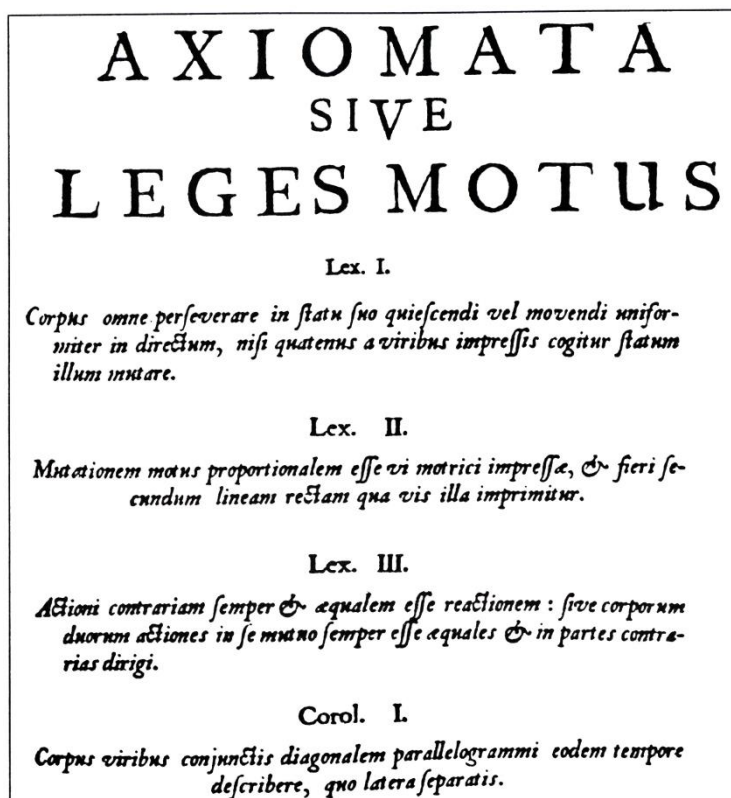 AXIOMATA
SIVE
LEGES MOTUS
Lex. I.
Corpus omne perſeverare in ſtatu ſuo quieſcendi vel movendi unifor-
miter in directum, niſi quatenus a viribus impreſſis cogitur ſtatum
illum mutare.
Lex. II.
Mutationem motus proportionalem eſſe vi motrici impreſſæ, & fieri ſe-
cundum lineam rectam qua vis illa imprimitur.
Lex. III.
Actioni contrariam ſemper & æqualem eſſe reactionem : ſive corporum
duorum actiones in ſe mutuo ſemper eſſe æquales & in partes contra-
rias dirigi.
Corol. I.
Corpus viribus conjunctis diagonalem parallelogrammi eodem tempore
deſcribere, quo latera ſeparatis.